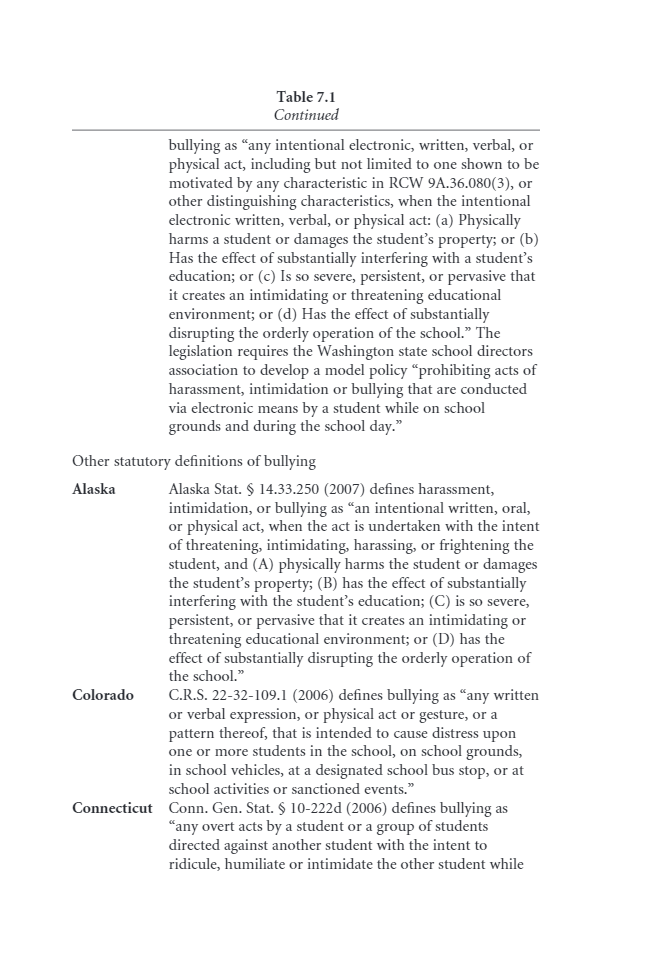 Table 7.1
Continued
bullying as “any intentional electronic, written, verbal, or
physical act, including but not limited to one shown to be
motivated by any characteristic in RCW 9A.36.080(3), or
other distinguishing characteristics, when the intentional
electronic written, verbal, or physical act: (a) Physically
harms a student or damages the student’s property; or (b)
Has the effect of substantially interfering with a student’s
education; or (c) Is so severe, persistent, or pervasive that
it creates an intimidating or threatening educational
environment; or (d) Has the effect of substantially
disrupting the orderly operation of the school.” The
legislation requires the Washington state school directors
association to develop a model policy “prohibiting acts of
harassment, intimidation or bullying that are conducted
via electronic means by a student while on school
grounds and during the school day.”
Other statutory definitions of bullying
Alaska Alaska Stat. § 14.33.250 (2007) defines harassment,
intimidation, or bullying as “an intentional written, oral,
or physical act, when the act is undertaken with the intent
of threatening, intimidating, harassing, or frightening the
student, and (A) physically harms the student or damages
the student’s property; (B) has the effect of substantially
interfering with the student’s education; (C) is so severe,
persistent, or pervasive that it creates an intimidating or
threatening educational environment; or (D) has the
effect of substantially disrupting the orderly operation of
the school.”
Colorado C.R.S. 22-32-109.1 (2006) defines bullying as “any written
or verbal expression, or physical act or gesture, or a
pattern thereof, that is intended to cause distress upon
one or more students in the school, on school grounds,
in school vehicles, at a designated school bus stop, or at
school activities or sanctioned events.”
Connecticut Conn. Gen. Stat. § 10-222d (2006) defines bullying as
“any overt acts by a student or a group of students
directed against another student with the intent to
ridicule, humiliate or intimidate the other student while